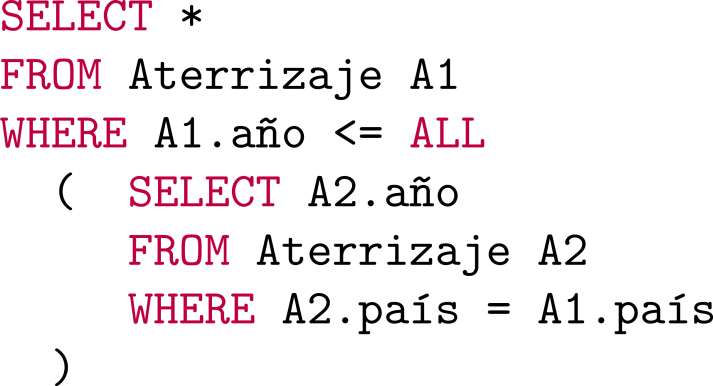 SELECT *
FROM Aterrizaje A1
WHERE A1.año <= ALL
( SELECT A2.año
FROM Aterrizaje A2
WHERE A2.país = A1.país
)